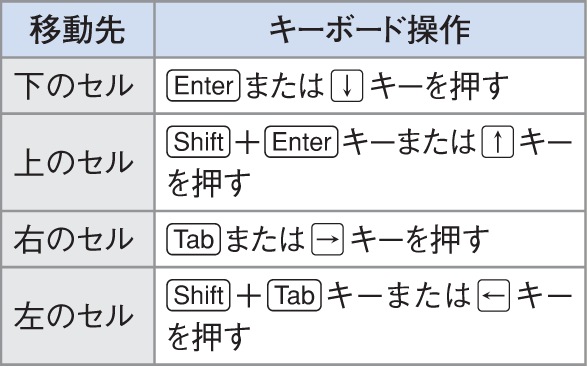 移動先 キーボード操作
下のセル Enterまたは↓キーを押す
上のセル Shift＋Enterキーまたは↑キー
を押す
右のセル Tabまたは→キーを押す
左のセル Shift＋Tabキーまたは←キー
を押す